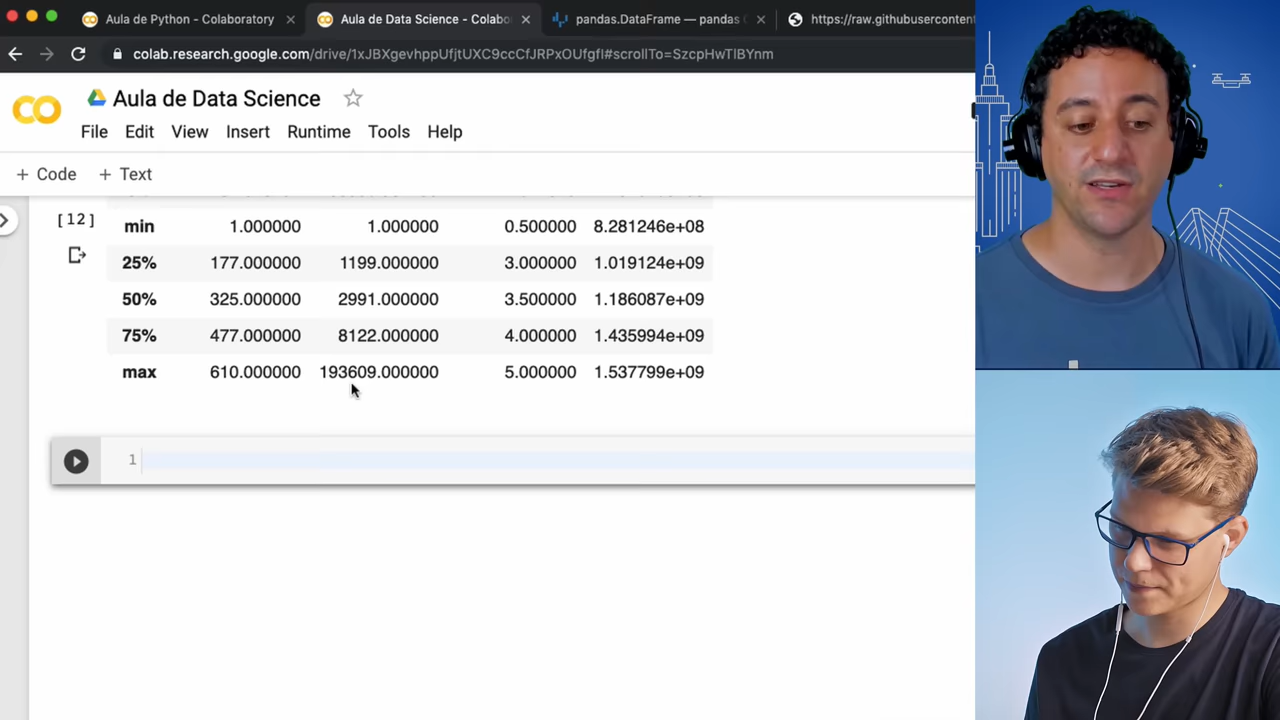 Aula de Python - Colaboratory
Aula de Data Science - Colabo
pandas.DataFrame — pandas
https://raw.githubusercontent
colab.research.google.com/drive/1xJBXgevhppUfjtUXC9ccCfJRPxOUfgfI#scrollTo=SzcpHwTlBYnm
Aula de Data Science
File Edit View Insert Runtime Tools Help
+ Code + Text
[12]
min 1.000000 1.000000 0.500000 8.281246e+08
25% 177.000000 1199.000000 3.000000 1.019124e+09
50% 325.000000 2991.000000 3.500000 1.186087e+09
75% 477.000000 8122.000000 4.000000 1.435994e+09
max 610.000000 193609.000000 5.000000 1.537799e+09
1